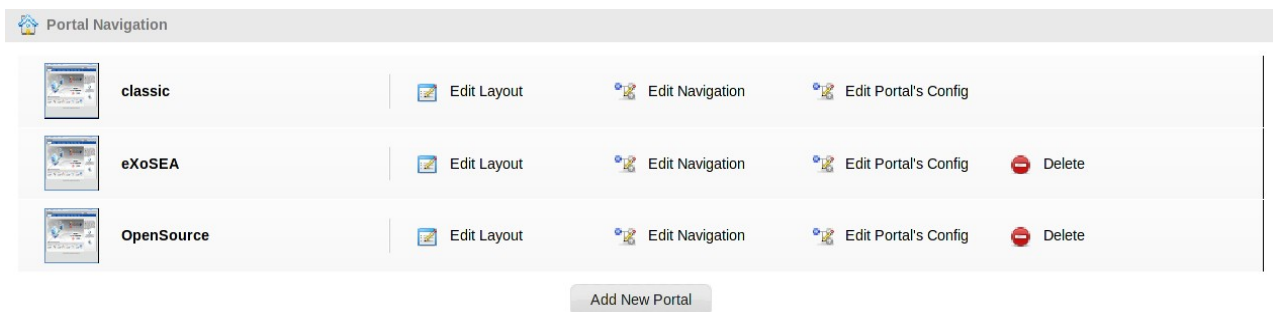 Portal Navigation
classic Edit Layout Edit Navigation Edit Portal's Config
eXoSEA Edit Layout Edit Navigation Edit Portal's Config Delete
OpenSource Edit Layout Edit Navigation Edit Portal's Config Delete
Add New Portal